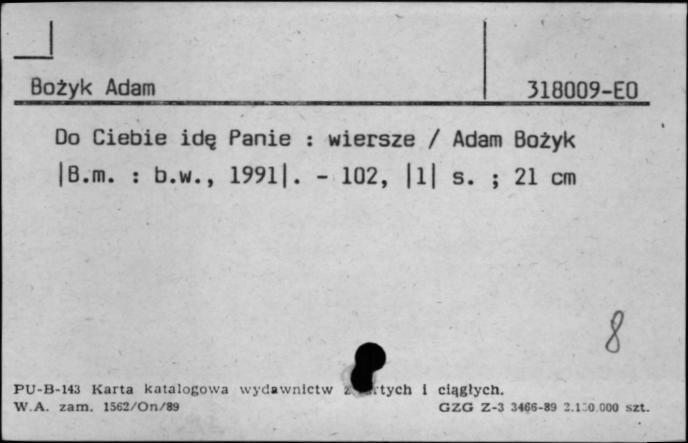 Bożyk Adam 318009-EO
Do Ciebie idę Panie : wiersze / Adam Bożyk
|B.m. : b.w., 1991|. - 102, |1| s. ; 21 cm
8
PU-B-143 Karta katalogowa wydawnictw i ciągłych.
W.A. zam. 1562/On/89 GZG Z-3 3466-89 szt.